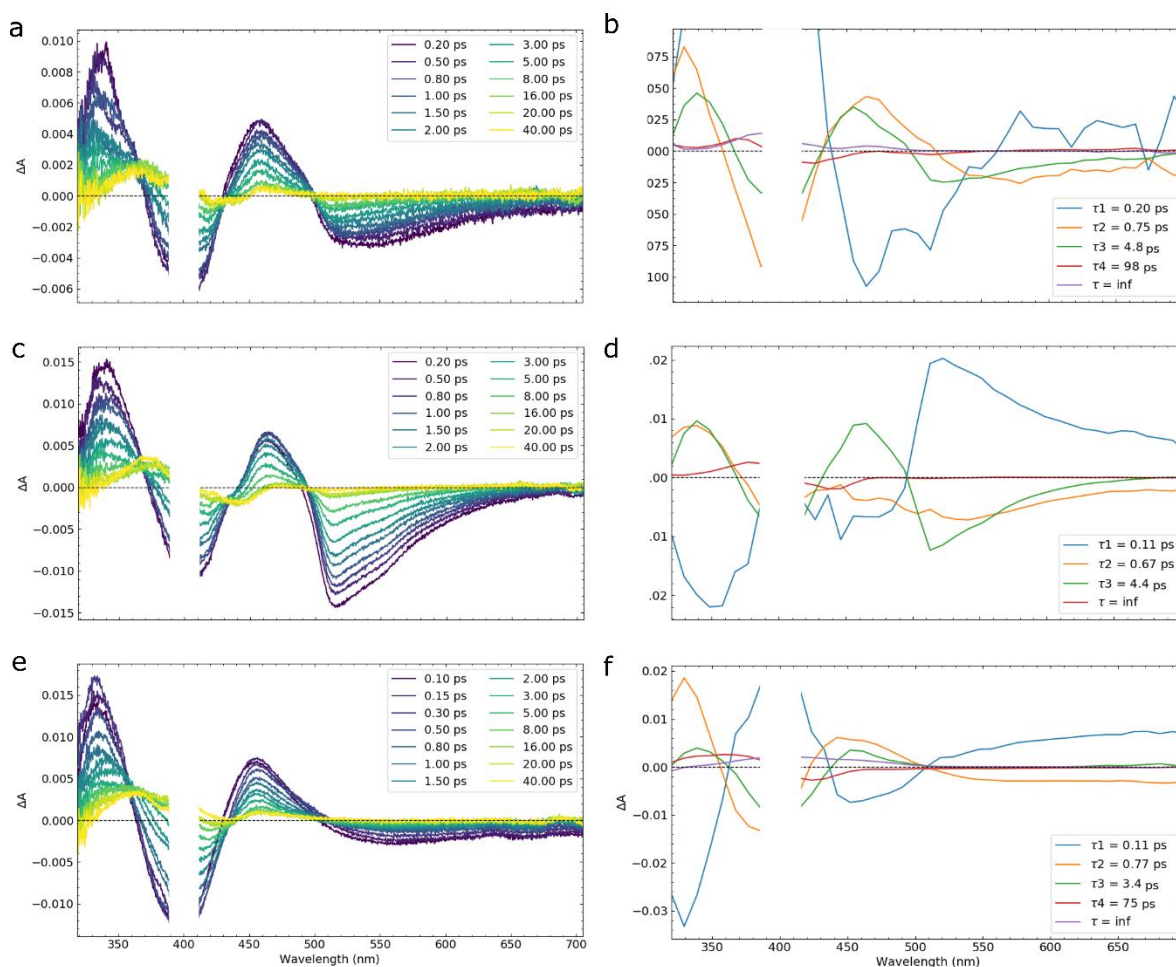 a
0.010
0.008
0.006
0.004
0.002
0.000
−0.002
−0.004
−0.006
ΔA
0.20 ps 3.00 ps
0.50 ps 5.00 ps
0.80 ps 8.00 ps
1.00 ps 16.00 ps
1.50 ps 20.00 ps
2.00 ps 40.00 ps
b
075
050
025
000
025
050
075
100
τ1 = 0.20 ps
τ2 = 0.75 ps
τ3 = 4.8 ps
τ4 = 98 ps
τ = inf
c
0.015
0.010
0.005
0.000
−0.005
−0.010
−0.015
ΔA
0.20 ps 3.00 ps
0.50 ps 5.00 ps
0.80 ps 8.00 ps
1.00 ps 16.00 ps
1.50 ps 20.00 ps
2.00 ps 40.00 ps
d
.02
.01
.00
.01
.02
τ1 = 0.11 ps
τ2 = 0.67 ps
τ3 = 4.4 ps
τ = inf
e
0.015
0.010
0.005
0.000
−0.005
−0.010
ΔA
0.10 ps 2.00 ps
0.15 ps 3.00 ps
0.30 ps 5.00 ps
0.50 ps 8.00 ps
0.80 ps 16.00 ps
1.00 ps 20.00 ps
1.50 ps 40.00 ps
350 400 450 500 550 600 650 700
Wavelength (nm)
f
0.02
0.01
0.00
−0.01
−0.02
−0.03
ΔA
τ1 = 0.11 ps
τ2 = 0.77 ps
τ3 = 3.4 ps
τ4 = 75 ps
τ = inf
350 400 450 500 550 600 650
Wavelength (nm)